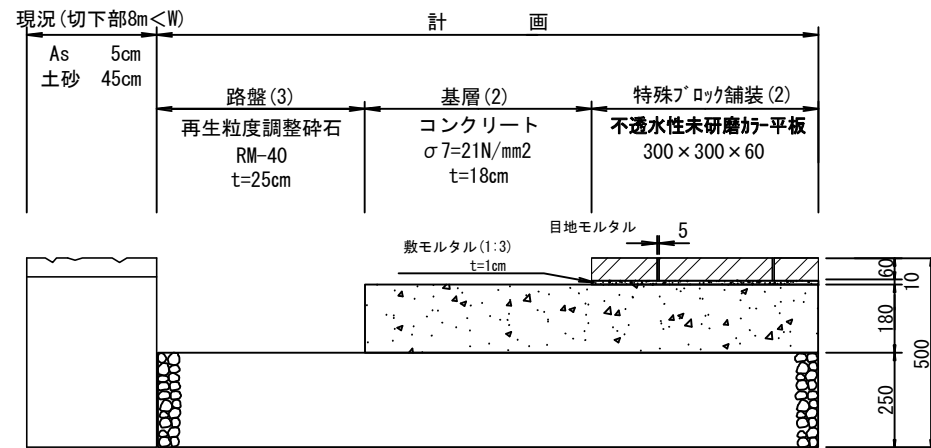 現況(切下部8m<W)
計 画
As 5cm
土砂 45cm
路盤(3)
再生粒度調整砕石
RM-40
t=25cm
基層(2)
コンクリート
σ7=21N/mm2
t=18cm
特殊ブロック舗装(2)
不透水性未研磨カラー平板
300×300×60
目地モルタル
5
敷モルタル(1:3)
t=1cm
60
10
180
250
500